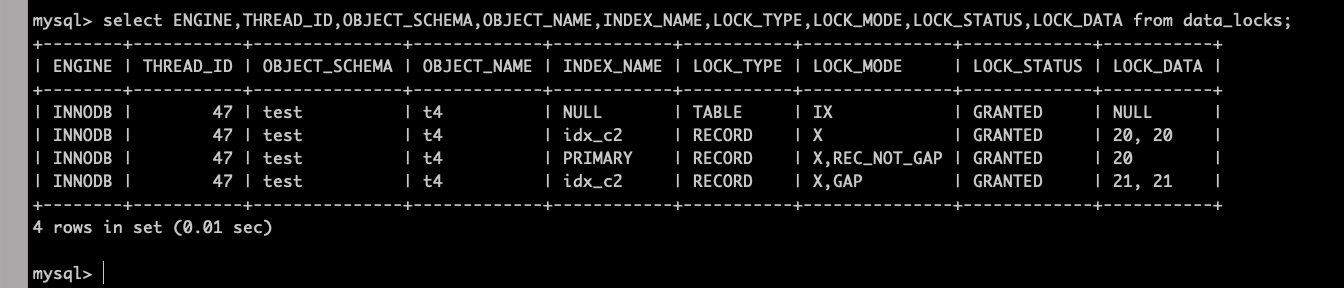 mysql> select ENGINE,THREAD_ID,OBJECT_SCHEMA,OBJECT_NAME,INDEX_NAME,LOCK_TYPE,LOCK_MODE,LOCK_STATUS,LOCK_DATA from data_locks;
+--------+-----------+---------------+-------------+------------+-----------+---------------+-------------+-----------+
| ENGINE | THREAD_ID | OBJECT_SCHEMA | OBJECT_NAME | INDEX_NAME | LOCK_TYPE | LOCK_MODE     | LOCK_STATUS | LOCK_DATA |
+--------+-----------+---------------+-------------+------------+-----------+---------------+-------------+-----------+
| INNODB |        47 | test          | t4          | NULL       | TABLE     | IX            | GRANTED     | NULL      |
| INNODB |        47 | test          | t4          | idx_c2     | RECORD    | X             | GRANTED     | 20, 20    |
| INNODB |        47 | test          | t4          | PRIMARY    | RECORD    | X,REC_NOT_GAP | GRANTED     | 20        |
| INNODB |        47 | test          | t4          | idx_c2     | RECORD    | X,GAP         | GRANTED     | 21, 21    |
+--------+-----------+---------------+-------------+------------+-----------+---------------+-------------+-----------+
4 rows in set (0.01 sec)
mysql>